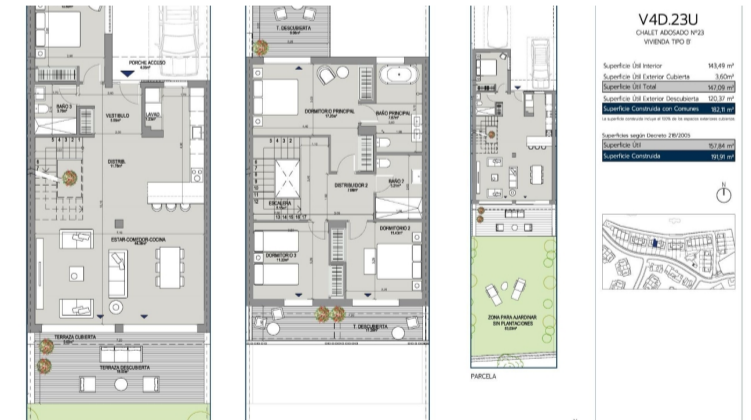 PORCHE ACCESO
BAÑO 3
VESTIBULO
LAVAD.
DISTRIB.
ESTAR-COMEDOR-COCINA
TERRAZA CUBIERTA
TERRAZA DESCUBIERTA
T. DESCUBIERTA
DORMITORIO PRINCIPAL
BAÑO PRINCIPAL
BAÑO 2
DISTRIBUIDOR 2
ESCALERA
DORMITORIO 2
DORMITORIO 3
T. DESCUBIERTA
ZONA PARA AJARDINAR
SIN PLANTACIONES
PARCELA
V4D.23U
CHALET ADOSADO Nº23
VIVIENDA TIPO B'
Superficie Útil Interior 143,49 m²
Superficie Útil Exterior Cubierta 3,60m²
Superficie Útil Total 147,09 m²
Superficie Útil Exterior Descubierta 120,37 m²
Superficie Construida con Comunes 182,11 m²
Superficies según Decreto 218/2005
Superficie Útil 157,84 m²
Superficie Construida 191,91 m²
N